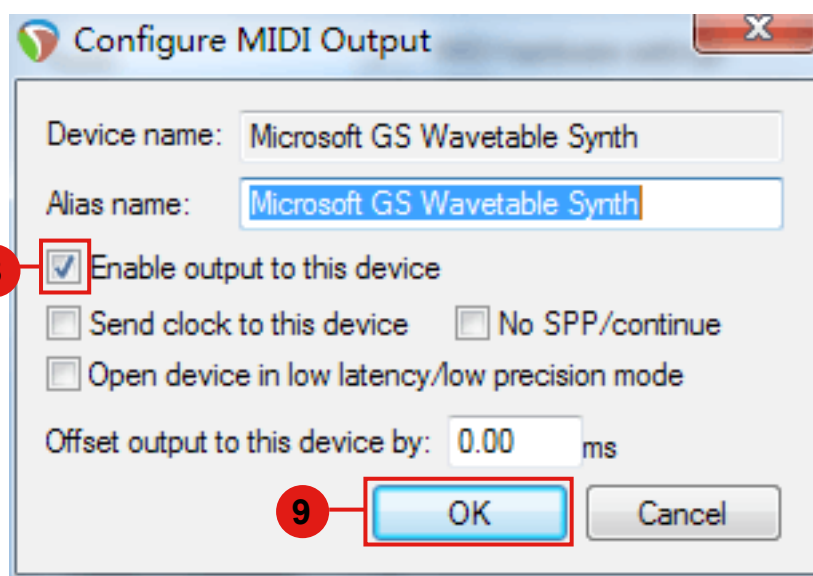 Configure MIDI Output
Device name: Microsoft GS Wavetable Synth
Alias name: Microsoft GS Wavetable Synth
Enable output to this device
Send clock to this device No SPP/continue
Open device in low latency/low precision mode
Offset output to this device by: 0.00 ms
9 OK Cancel